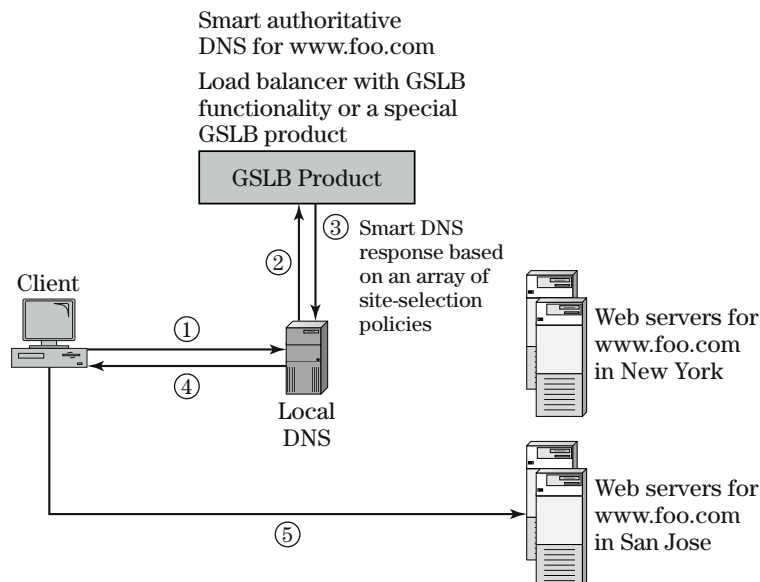 Smart authoritative
DNS for www.foo.com
Load balancer with GSLB
functionality or a special
GSLB product
GSLB Product
③ Smart DNS
response based
on an array of
site-selection
policies
②
Client
①
④
Local
DNS
Web servers for
www.foo.com
in New York
Web servers for
www.foo.com
in San Jose
⑤